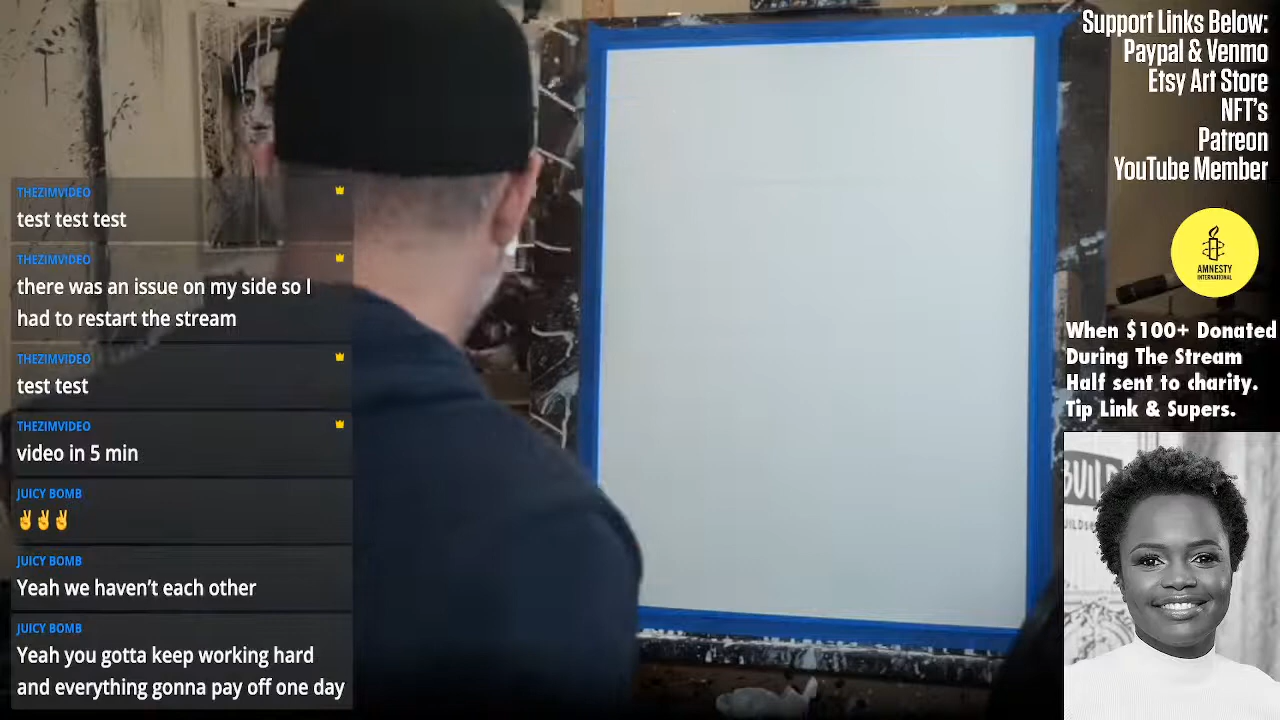 THEZIMVIDEO
test test test
THEZIMVIDEO
there was an issue on my side so I
had to restart the stream
THEZIMVIDEO
test test
THEZIMVIDEO
video in 5 min
JUICY BOMB
✌✌✌
JUICY BOMB
Yeah we haven’t each other
JUICY BOMB
Yeah you gotta keep working hard
and everything gonna pay off one day
Support Links Below:
Paypal & Venmo
Etsy Art Store
NFT's
Patreon
YouTube Member
AMNESTY
INTERNATIONAL
When $100+ Donated
During The Stream
Half sent to charity.
Tip Link & Supers.
BUILD